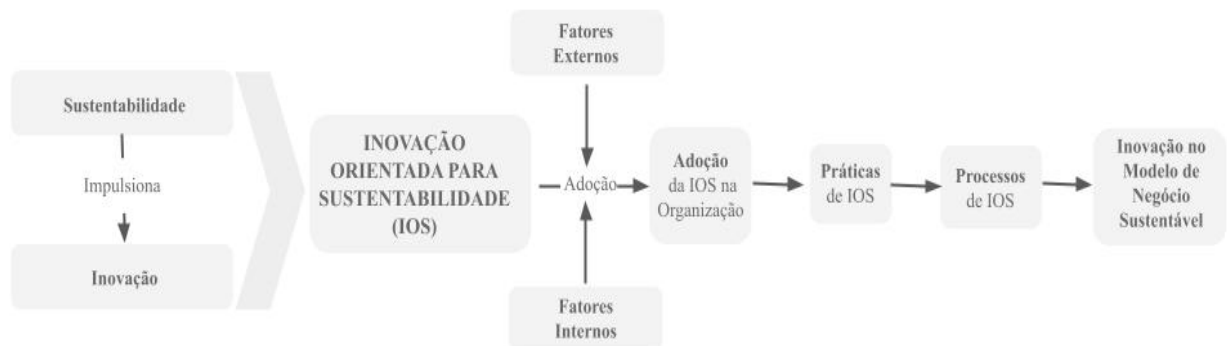 Sustentabilidade
Impulsiona
Inovação
INOVAÇÃO
ORIENTADA PARA
SUSTENTABILIDADE
(IOS)
Fatores
Externos
Adoção
Fatores
Internos
Adoção
da IOS na
Organização
Práticas
de IOS
Processos
de IOS
Inovação no
Modelo de
Negócio
Sustentável